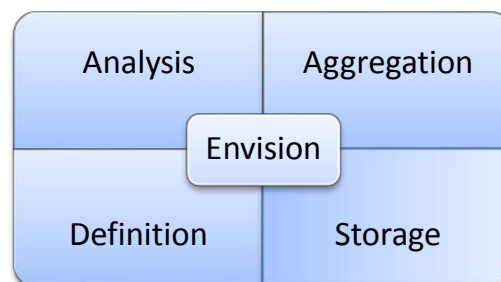 Analysis
Aggregation
Envision
Definition
Storage